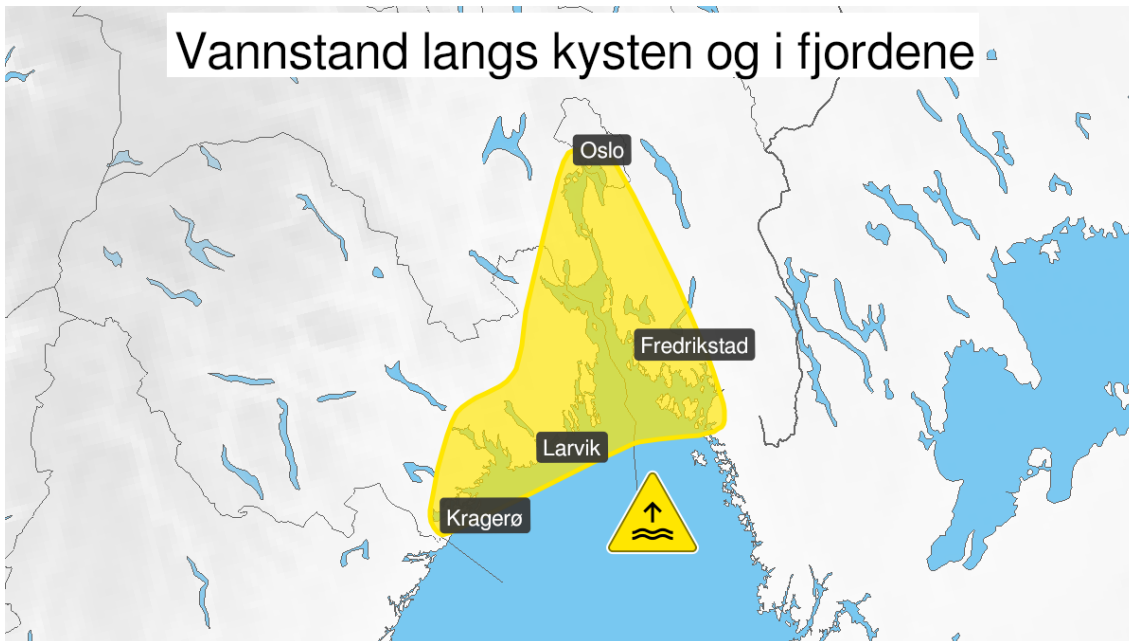 Vannstand langs kysten og i fjordene
Oslo
Fredrikstad
Larvik
Kragerø